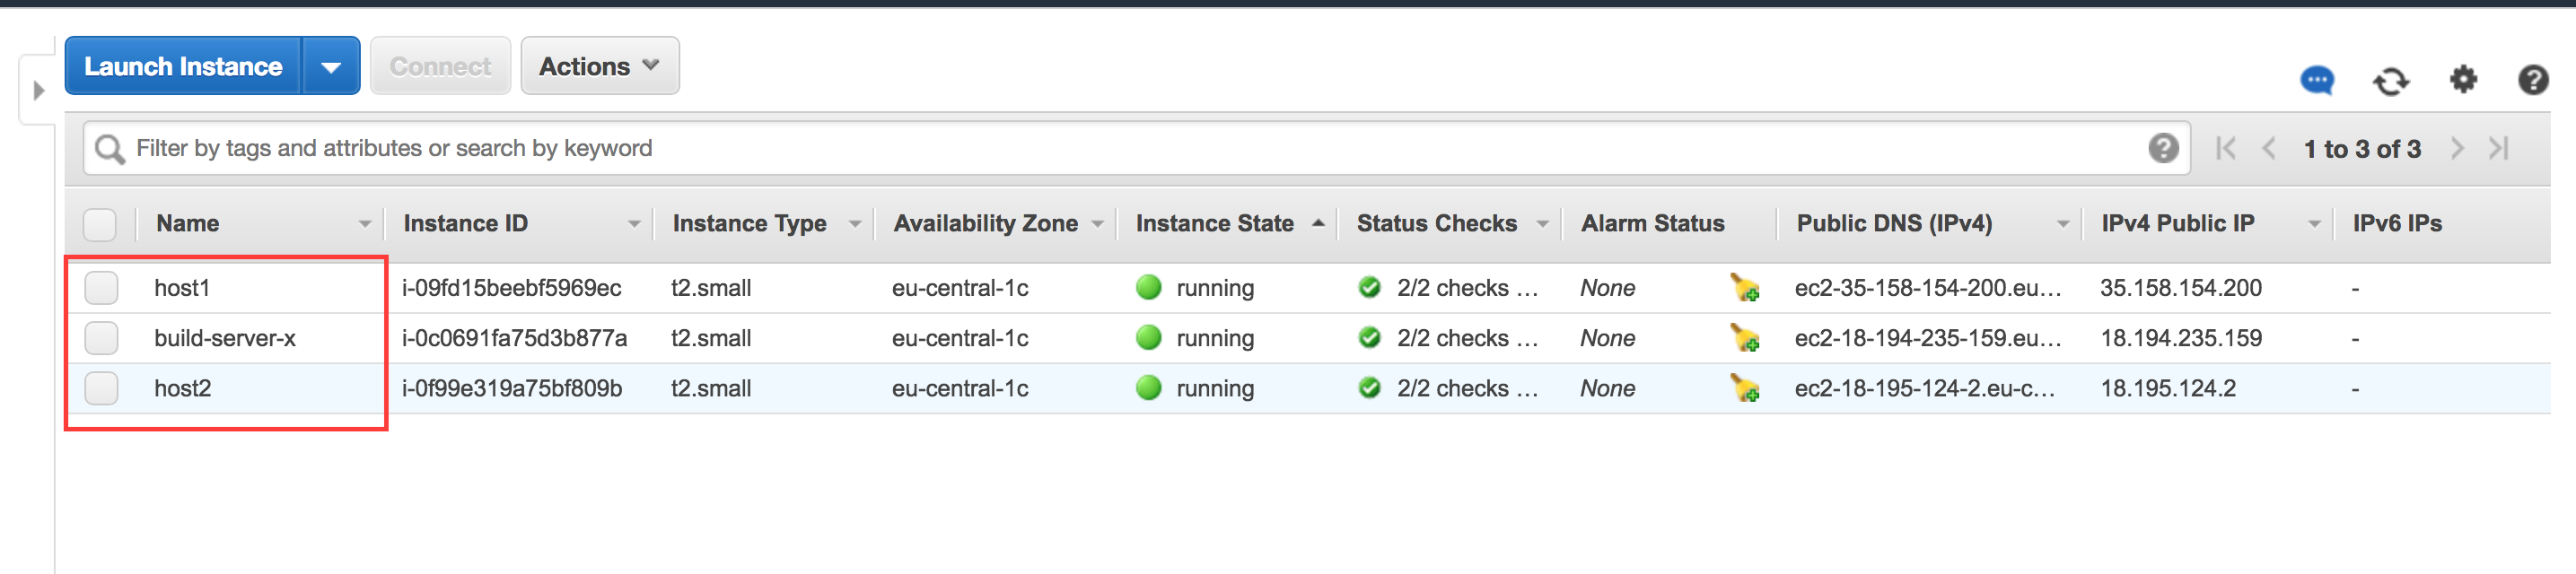 Launch Instance Connect Actions
Filter by tags and attributes or search by keyword 1 to 3 of 3
Name Instance ID Instance Type Availability Zone Instance State Status Checks Alarm Status Public DNS (IPv4) IPv4 Public IP IPv6 IPs
host1 i-09fd15beebf5969ec t2.small eu-central-1c running 2/2 checks ... None ec2-35-158-154-200.eu... 35.158.154.200 -
build-server-x i-0c0691fa75d3b877a t2.small eu-central-1c running 2/2 checks ... None ec2-18-194-235-159.eu... 18.194.235.159 -
host2 i-0f99e319a75bf809b t2.small eu-central-1c running 2/2 checks ... None ec2-18-195-124-2.eu-c... 18.195.124.2 -